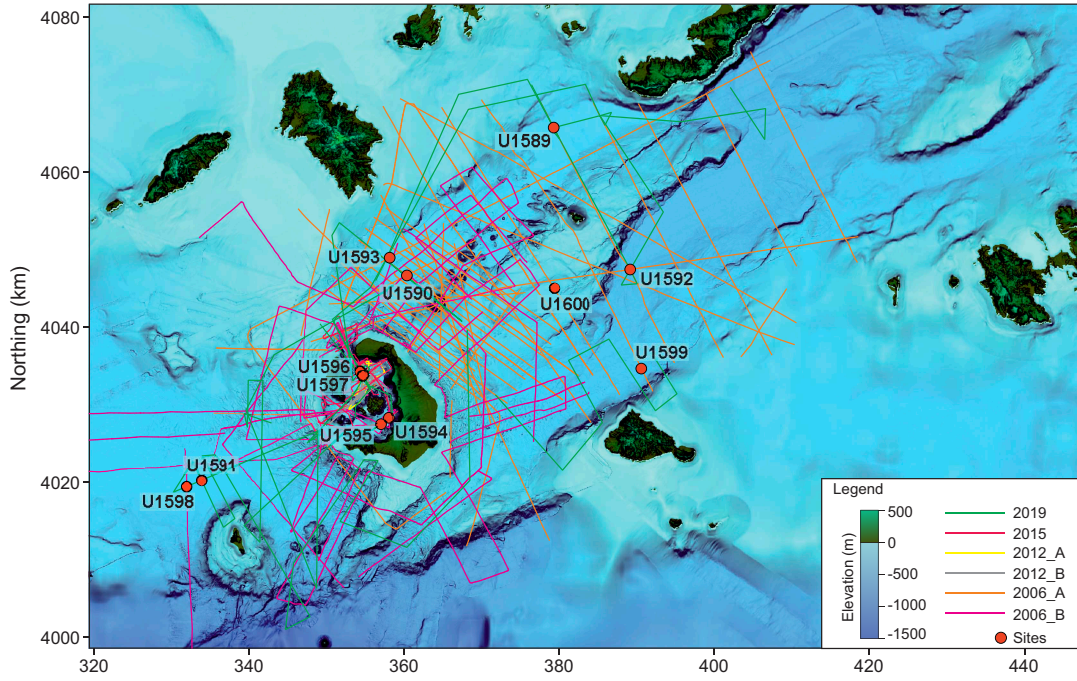 4080
4060
4040
4020
4000
Northing (km)
320
340
360
380
400
420
440
U1589
U1593
U1590
U1592
U1600
U1599
U1596
U1597
U1595
U1594
U1591
U1598
Legend
Elevation (m)
500
0
-500
-1000
-1500
2019
2015
2012_A
2012_B
2006_A
2006_B
Sites